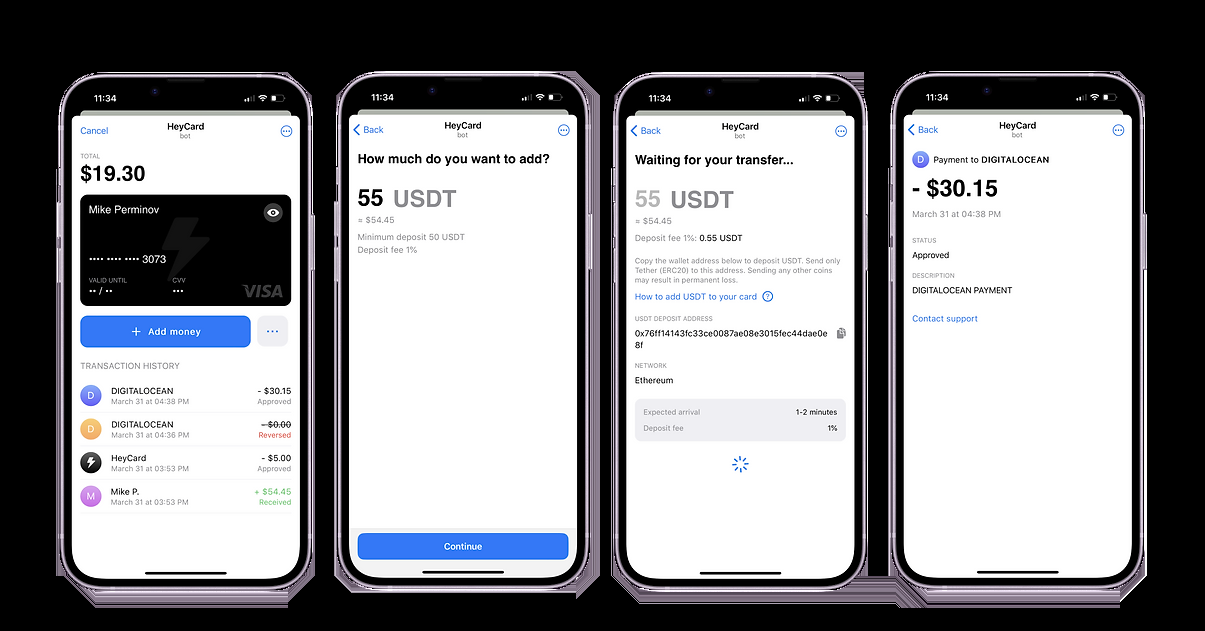 11:34
Cancel
HeyCard
bot
TOTAL
$19.30
Mike Perminov
•••• •••• •••• 3073
VALID UNTIL CVV
•• / •• •••
VISA
+ Add money
TRANSACTION HISTORY
D DIGITALOCEAN - $30.15
March 31 at 04:38 PM Approved
D DIGITALOCEAN - $0.00
March 31 at 04:36 PM Reversed
HeyCard - $5.00
March 31 at 03:53 PM Approved
M Mike P. + $54.45
March 31 at 03:53 PM Received
11:34
Back
HeyCard
bot
How much do you want to add?
55 USDT
= $54.45
Minimum deposit 50 USDT
Deposit fee 1%
Continue
11:34
Back
HeyCard
bot
Waiting for your transfer...
55 USDT
= $54.45
Deposit fee 1%: 0.55 USDT
Copy the wallet address below to deposit USDT. Send only
Tether (ERC20) to this address. Sending any other coins
may result in permanent loss.
How to add USDT to your card ?
USDT DEPOSIT ADDRESS
0x76ff14143fc33ce0087ae08e3015fec44dae0e
8f
NETWORK
Ethereum
Expected arrival 1-2 minutes
Deposit fee 1%
11:34
Back
HeyCard
bot
D Payment to DIGITALOCEAN
- $30.15
March 31 at 04:38 PM
STATUS
Approved
DESCRIPTION
DIGITALOCEAN PAYMENT
Contact support